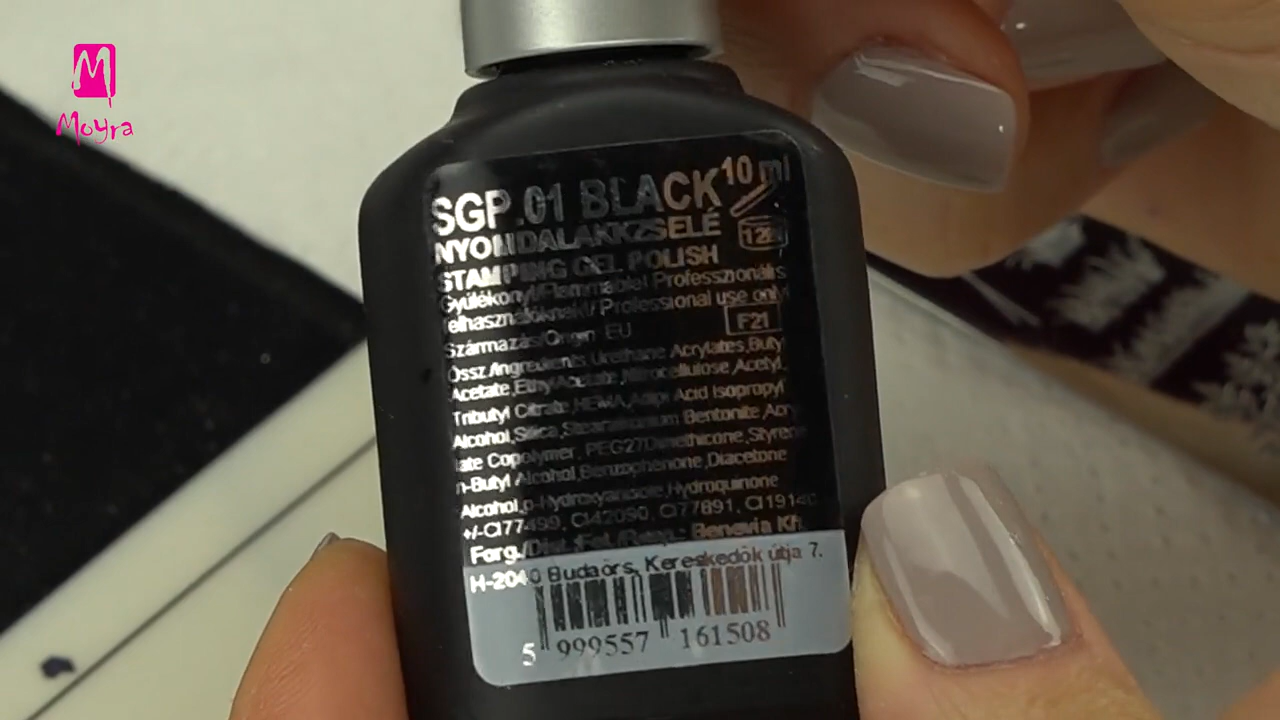 M
Moyra
SGP.01 BLACK 10 ml
NYOMDALAKKZSELÉ
STAMPING GEL POLISH
Gyúlékony!/Flammable! Professzionális
felhasználóknak!/ Professional use only!
F21
Származás/Origin: EU
Össz./Ingredients: Urethane Acrylates,Butyl
Acetate,Ethyl Acetate,Nitrocellulose,Acetyl
Tributyl Citrate,HEMA,Adipic Acid Isopropyl
Alcohol,Silica,Stearalkonium Bentonite,Acry-
late Copolymer, PEG27Dimethicone,Styrene
n-Butyl Alcohol,Benzophenone,Diacetone
Alcohol,p-Hydroxyanisole,Hydroquinone
+/-CI77499, CI42090, CI77891, CI19140
Forg./Dist.:Fel./Resp.: Benovia Kft.
H-2040 Budaörs, Kereskedők útja 7.
5 999557 161508